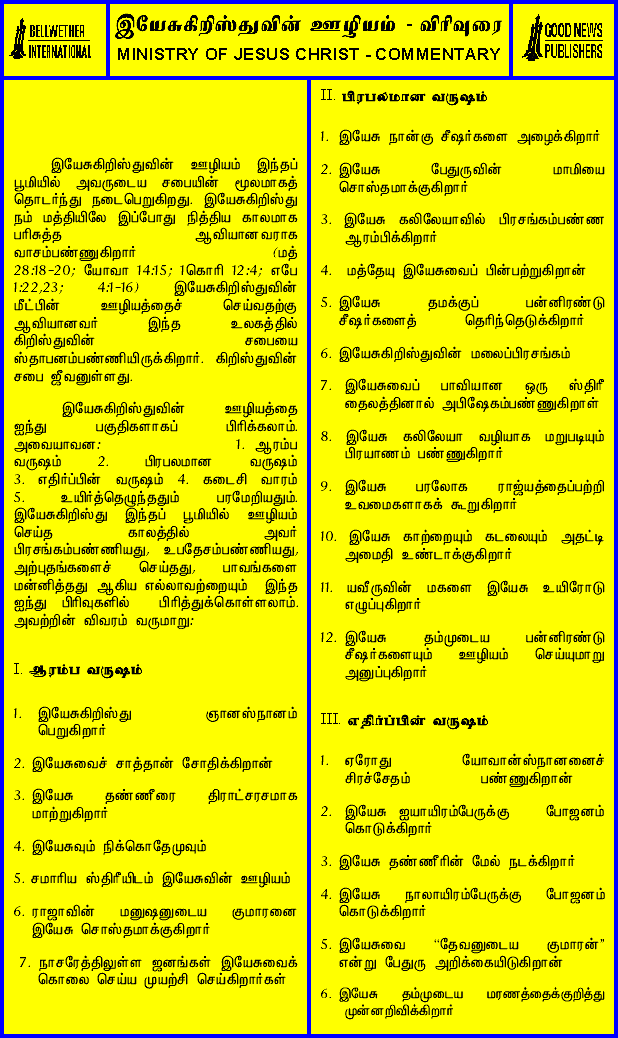 BELLWETHER
INTERNATIONAL
இயேசுகிறிஸ்துவின் ஊழியம் - விரிவுரை
MINISTRY OF JESUS CHRIST - COMMENTARY
GOOD NEWS
PUBLISHERS
இயேசுகிறிஸ்துவின் ஊழியம் இந்தப்
பூமியில் அவருடைய சபையின் மூலமாகத்
தொடர்ந்து நடைபெறுகிறது. இயேசுகிறிஸ்து
நம் மத்தியிலே இப்போது நித்திய காலமாக
பரிசுத்த ஆவியானவராக
வாசம்பண்ணுகிறார் (மத்
28:18-20; யோவா 14:15; 1கொரி 12:4; எபே
1:22,23; 4:1-16) இயேசுகிறிஸ்துவின்
மீட்பின் ஊழியத்தைச் செய்வதற்கு
ஆவியானவர் இந்த உலகத்தில்
கிறிஸ்துவின் சபையை
ஸ்தாபனம்பண்ணியிருக்கிறார். கிறிஸ்துவின்
சபை ஜீவனுள்ளது.
இயேசுகிறிஸ்துவின் ஊழியத்தை
ஐந்து பகுதிகளாகப் பிரிக்கலாம்.
அவையாவன: 1. ஆரம்ப
வருஷம் 2. பிரபலமான வருஷம்
3. எதிர்ப்பின் வருஷம் 4. கடைசி வாரம்
5. உயிர்த்தெழுந்ததும் பரமேறியதும்.
இயேசுகிறிஸ்து இந்தப் பூமியில் ஊழியம்
செய்த காலத்தில் அவர்
பிரசங்கம்பண்ணியது, உபதேசம்பண்ணியது,
அற்புதங்களைச் செய்தது, பாவங்களை
மன்னித்தது ஆகிய எல்லாவற்றையும் இந்த
ஐந்து பிரிவுகளில் பிரித்துக்கொள்ளலாம்.
அவற்றின் விவரம் வருமாறு:
I. ஆரம்ப வருஷம்
1. இயேசுகிறிஸ்து ஞானஸ்நானம்
பெறுகிறார்
2. இயேசுவைச் சாத்தான் சோதிக்கிறான்
3. இயேசு தண்ணீரை திராட்சரசமாக
மாற்றுகிறார்
4. இயேசுவும் நிக்கொதேமுவும்
5. சமாரிய ஸ்திரீயிடம் இயேசுவின் ஊழியம்
6. ராஜாவின் மனுஷனுடைய குமாரனை
இயேசு சொஸ்தமாக்குகிறார்
7. நாசரேத்திலுள்ள ஜனங்கள் இயேசுவைக்
கொலை செய்ய முயற்சி செய்கிறார்கள்
II. பிரபலமான வருஷம்
1. இயேசு நான்கு சீஷர்களை அழைக்கிறார்
2. இயேசு பேதுருவின் மாமியை
சொஸ்தமாக்குகிறார்
3. இயேசு கலிலேயாவில் பிரசங்கம்பண்ண
ஆரம்பிக்கிறார்
4. மத்தேயு இயேசுவைப் பின்பற்றுகிறான்
5. இயேசு தமக்குப் பன்னிரண்டு
சீஷர்களைத் தெரிந்தெடுக்கிறார்
6. இயேசுகிறிஸ்துவின் மலைப்பிரசங்கம்
7. இயேசுவைப் பாவியான ஒரு ஸ்திரீ
தைலத்தினால் அபிஷேகம்பண்ணுகிறாள்
8. இயேசு கலிலேயா வழியாக மறுபடியும்
பிரயாணம் பண்ணுகிறார்
9. இயேசு பரலோக ராஜ்யத்தைப்பற்றி
உவமைகளாகக் கூறுகிறார்
10. இயேசு காற்றையும் கடலையும் அதட்டி
அமைதி உண்டாக்குகிறார்
11. யவீருவின் மகளை இயேசு உயிரோடு
எழுப்புகிறார்
12. இயேசு தம்முடைய பன்னிரண்டு
சீஷர்களையும் ஊழியம் செய்யுமாறு
அனுப்புகிறார்
III. எதிர்ப்பின் வருஷம்
1. ஏரோது யோவான்ஸ்நானனைச்
சிரச்சேதம் பண்ணுகிறான்
2. இயேசு ஐயாயிரம்பேருக்கு போஜனம்
கொடுக்கிறார்
3. இயேசு தண்ணீரின் மேல் நடக்கிறார்
4. இயேசு நாலாயிரம்பேருக்கு போஜனம்
கொடுக்கிறார்
5. இயேசுவை “தேவனுடைய குமாரன்”
என்று பேதுரு அறிக்கையிடுகிறான்
6. இயேசு தம்முடைய மரணத்தைக்குறித்து
முன்னறிவிக்கிறார்